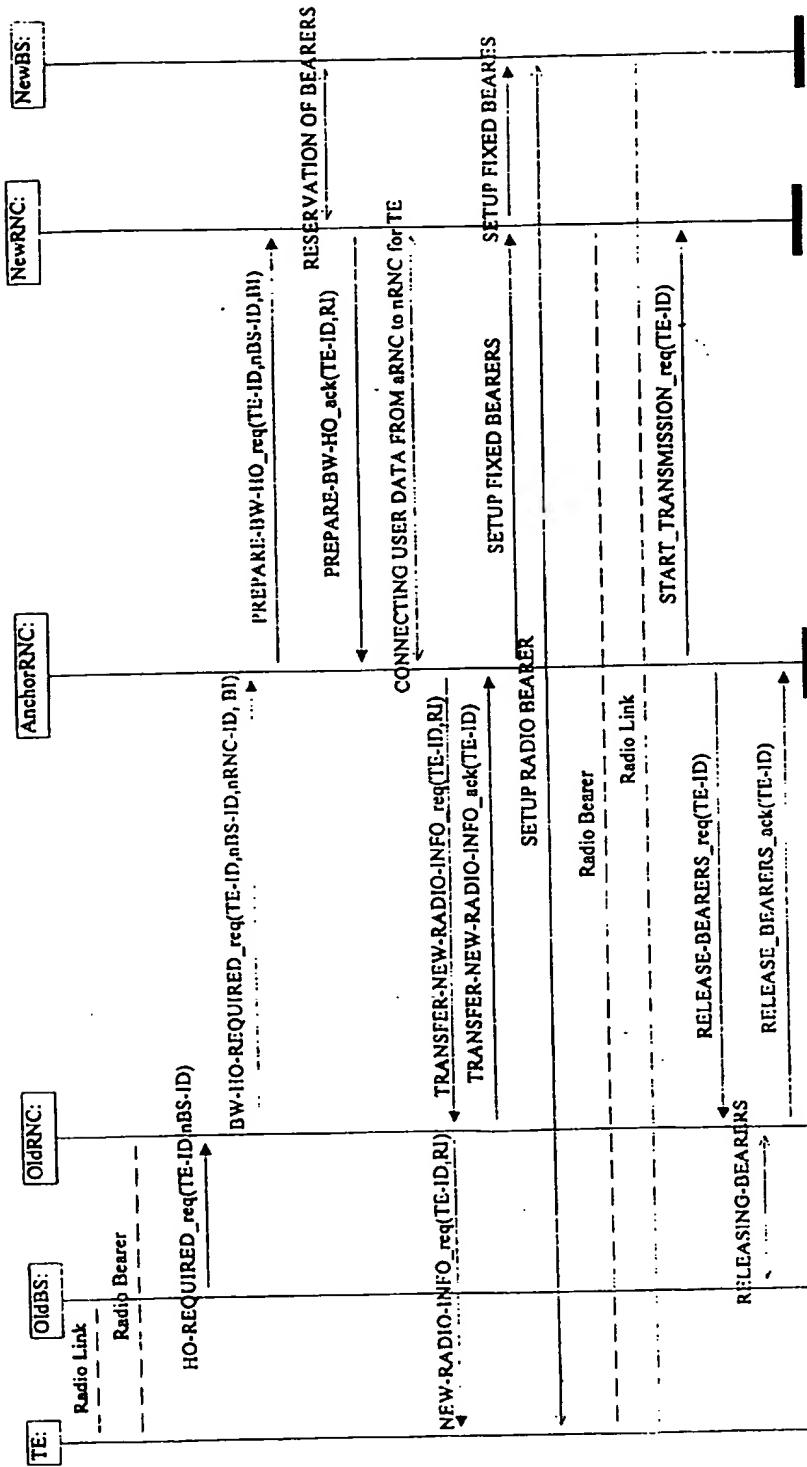 TE:
OldBS:
OldRNC:
AnchorRNC:
NewRNC:
NewBS:
Radio Link
Radio Bearer
HO-REQUIRED_req(TE-ID,nBS-ID)
BW-HO-REQUIRED_req(TE-ID,nBS-ID,nRNC-ID, BI)
PREPARE-BW-HO_req(TE-ID,nBS-ID,BI)
RESERVATION OF BEARERS
PREPARE-BW-HO_ack(TE-ID,RI)
CONNECTING USER DATA FROM aRNC to nRNC for TE
TRANSFER-NEW-RADIO-INFO_req(TE-ID,RI)
NEW-RADIO-INFO_req(TE-ID,RI)
TRANSFER-NEW-RADIO-INFO_ack(TE-ID)
SETUP FIXED BEARERS
SETUP FIXED BEARES
SETUP RADIO BEARER
Radio Bearer
Radio Link
START_TRANSMISSION_req(TE-ID)
RELEASE-BEARERS_req(TE-ID)
RELEASING-BEARERS
RELEASE_BEARERS_ack(TE-ID)